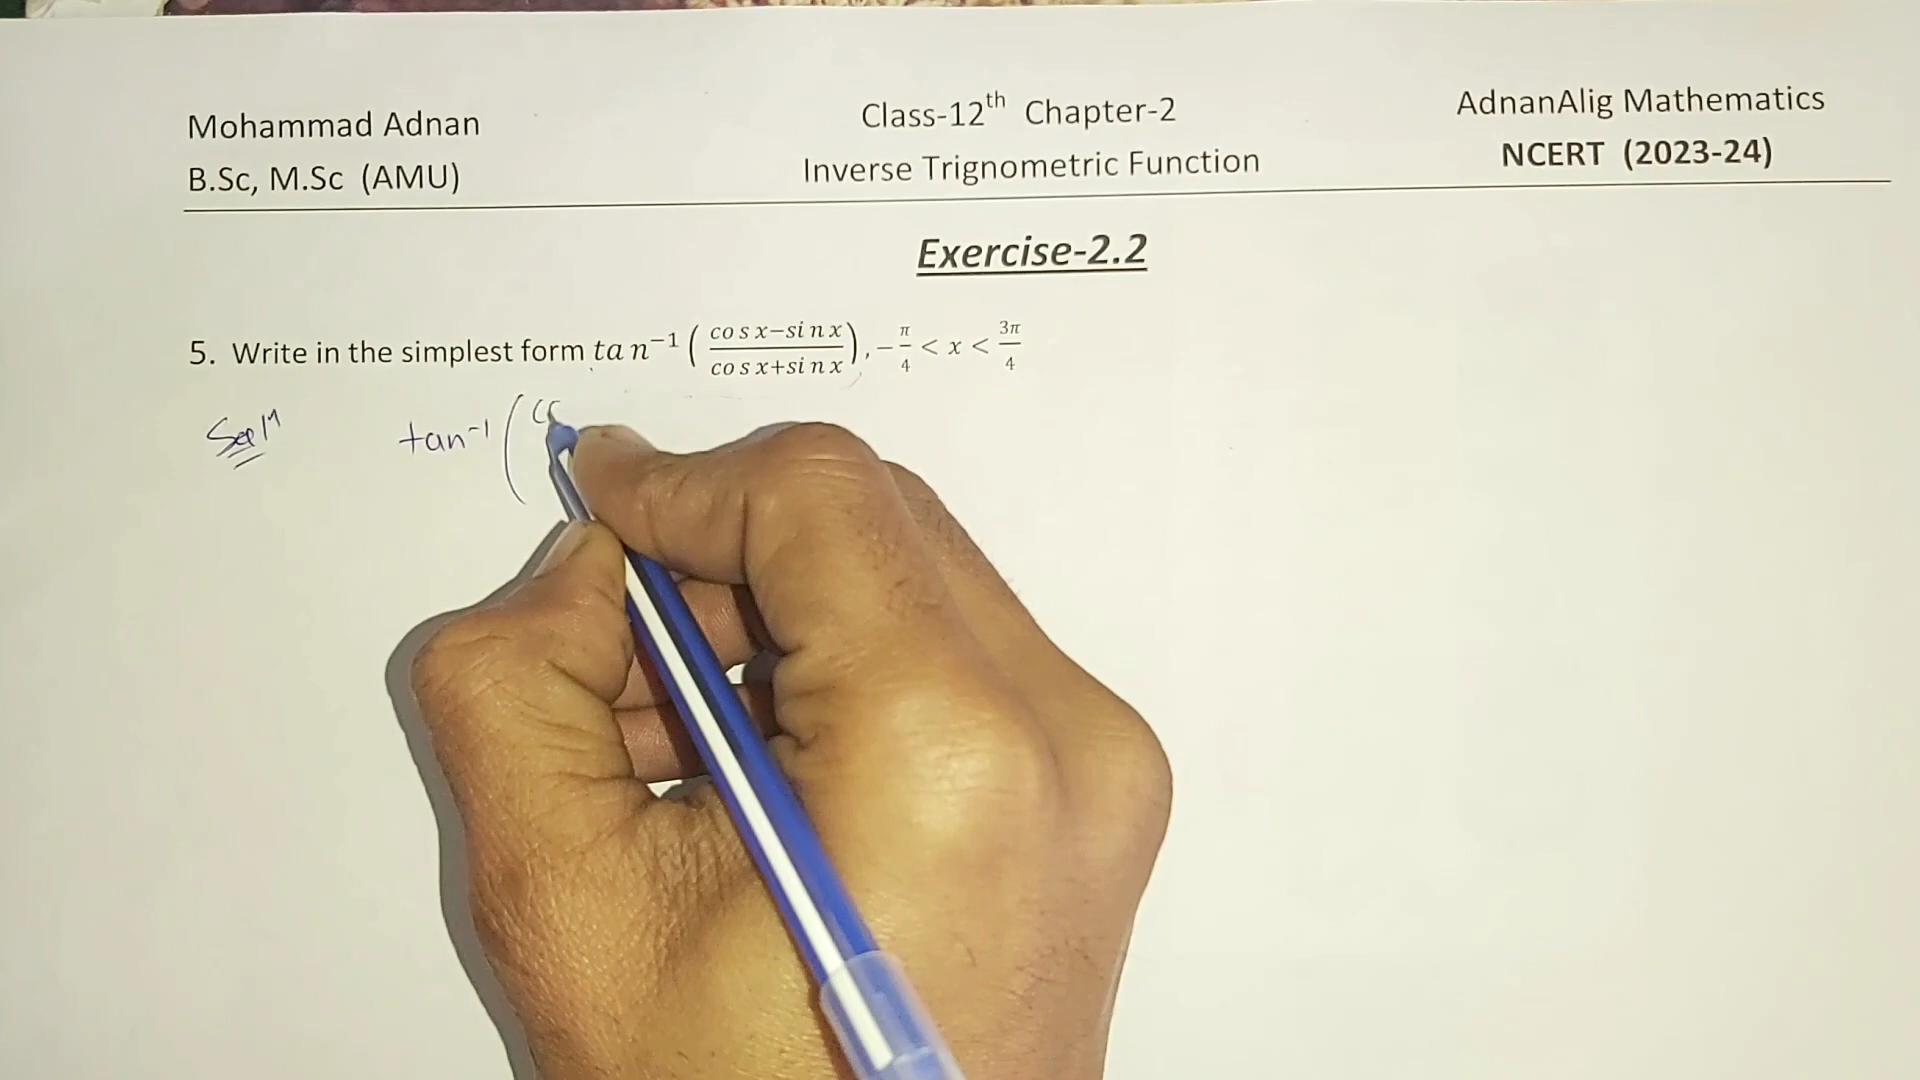 Mohammad Adnan
B.Sc, M.Sc (AMU)
Class-12th Chapter-2
Inverse Trignometric Function
AdnanAlig Mathematics
NCERT (2023-24)
Exercise-2.2
5. Write in the simplest form tan⁻¹ (cos x−sin x / cos x+sin x), −π/4 < x < 3π/4
tan⁻¹ (